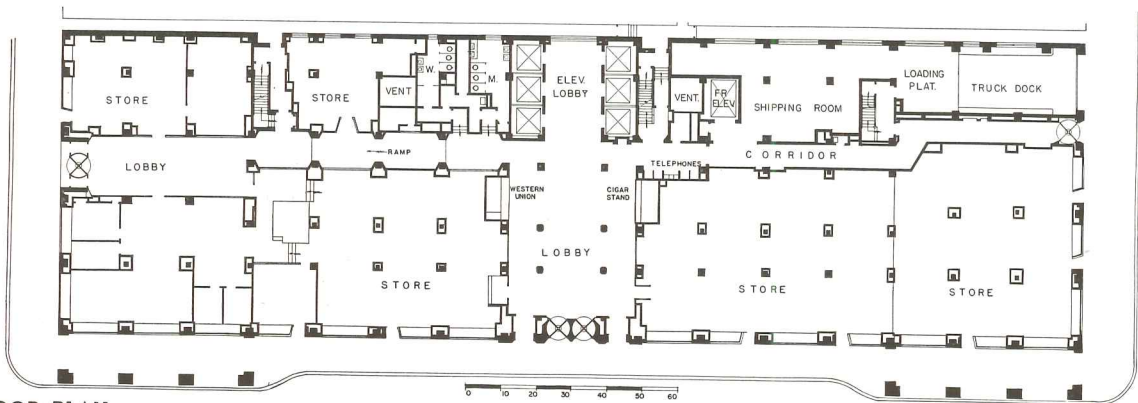 STORE
STORE
VENT
W.
M.
ELEV.
LOBBY
VENT.
FR.
ELEV.
SHIPPING ROOM
LOADING
PLAT.
TRUCK DOCK
LOBBY
RAMP
TELEPHONES
CORRIDOR
WESTERN
UNION
CIGAR
STAND
LOBBY
STORE
STORE
STORE
0 10 20 30 40 50 60